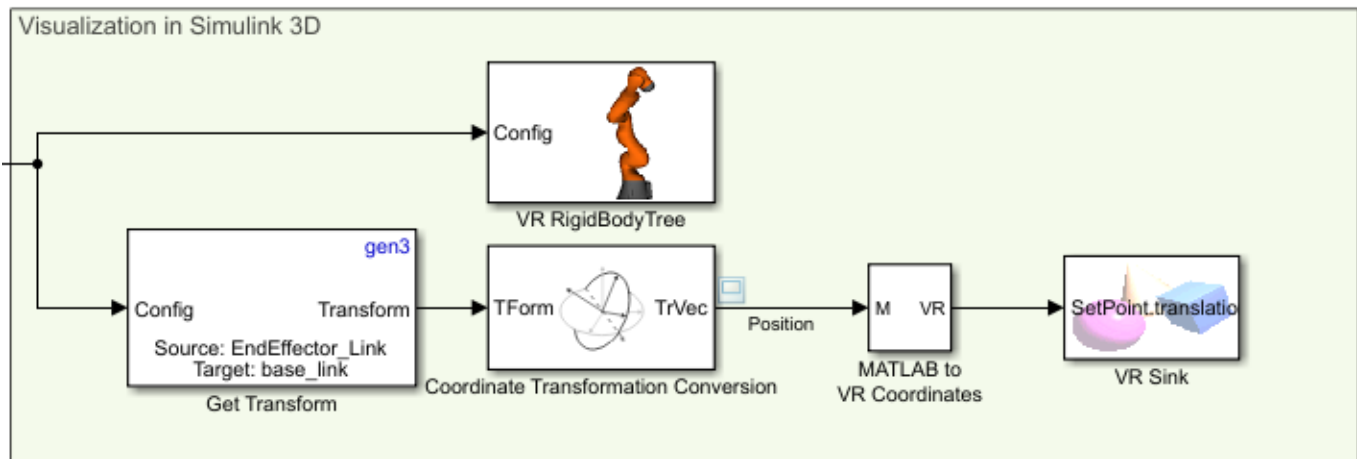 Visualization in Simulink 3D
Config
VR RigidBodyTree
gen3
Config
Transform
Source: EndEffector_Link
Target: base_link
Get Transform
TForm
TrVec
Coordinate Transformation Conversion
Position
M
VR
MATLAB to
VR Coordinates
SetPoint.translatio
VR Sink